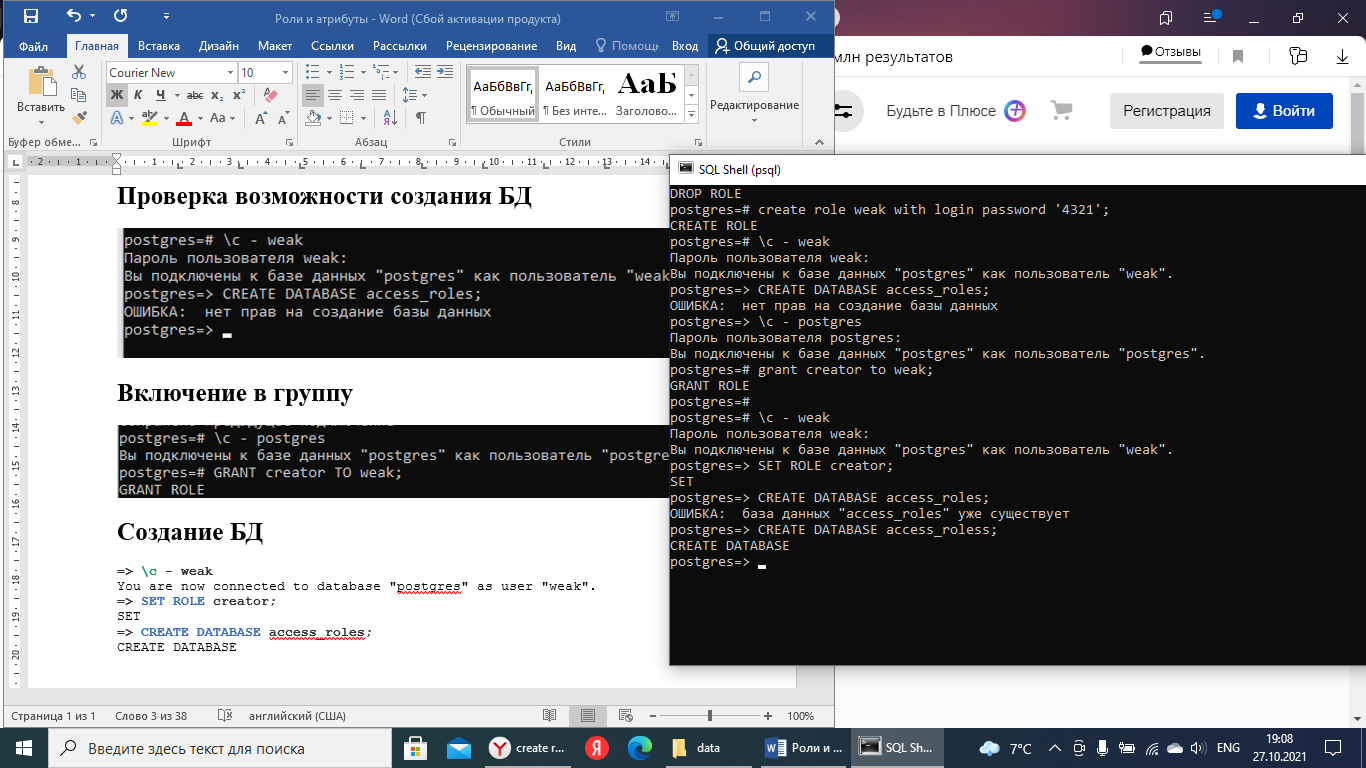 Роли и атрибуты - Word (Сбой активации продукта)
Файл Главная Вставка Дизайн Макет Ссылки Рассылки Рецензирование Вид Помощь Вход Общий доступ
Вставить
Courier New 10
Ж К Ч abc x₂ x²
Aa
АаБбВвГг, АаБбВвГг, АаБ
¶ Обычный ¶ Без инте... Заголово...
Редактирование
Буфер обме... Шрифт Абзац Стили
млн результатов
Отзывы
Будьте в Плюсе
Регистрация
Войти
Проверка возможности создания БД
postgres=# \c - weak
Пароль пользователя weak:
Вы подключены к базе данных "postgres" как пользователь "weak
postgres=> CREATE DATABASE access_roles;
ОШИБКА:  нет прав на создание базы данных
postgres=>
Включение в группу
postgres=# \c - postgres
Вы подключены к базе данных "postgres" как пользователь "postgre
postgres=# GRANT creator TO weak;
GRANT ROLE
Создание БД
=> \c - weak
You are now connected to database "postgres" as user "weak".
=> SET ROLE creator;
SET
=> CREATE DATABASE access_roles;
CREATE DATABASE
SQL Shell (psql)
DROP ROLE
postgres=# create role weak with login password '4321';
CREATE ROLE
postgres=# \c - weak
Пароль пользователя weak:
Вы подключены к базе данных "postgres" как пользователь "weak".
postgres=> CREATE DATABASE access_roles;
ОШИБКА:  нет прав на создание базы данных
postgres=> \c - postgres
Пароль пользователя postgres:
Вы подключены к базе данных "postgres" как пользователь "postgres".
postgres=# grant creator to weak;
GRANT ROLE
postgres=#
postgres=# \c - weak
Пароль пользователя weak:
Вы подключены к базе данных "postgres" как пользователь "weak".
postgres=> SET ROLE creator;
SET
postgres=> CREATE DATABASE access_roles;
ОШИБКА:  база данных "access_roles" уже существует
postgres=> CREATE DATABASE access_roless;
CREATE DATABASE
postgres=>
Страница 1 из 1 Слово 3 из 38 английский (США) 100%
Введите здесь текст для поиска
create r...
data
Роли и ...
SQL Sh...
7°C
ENG
19:08
27.10.2021